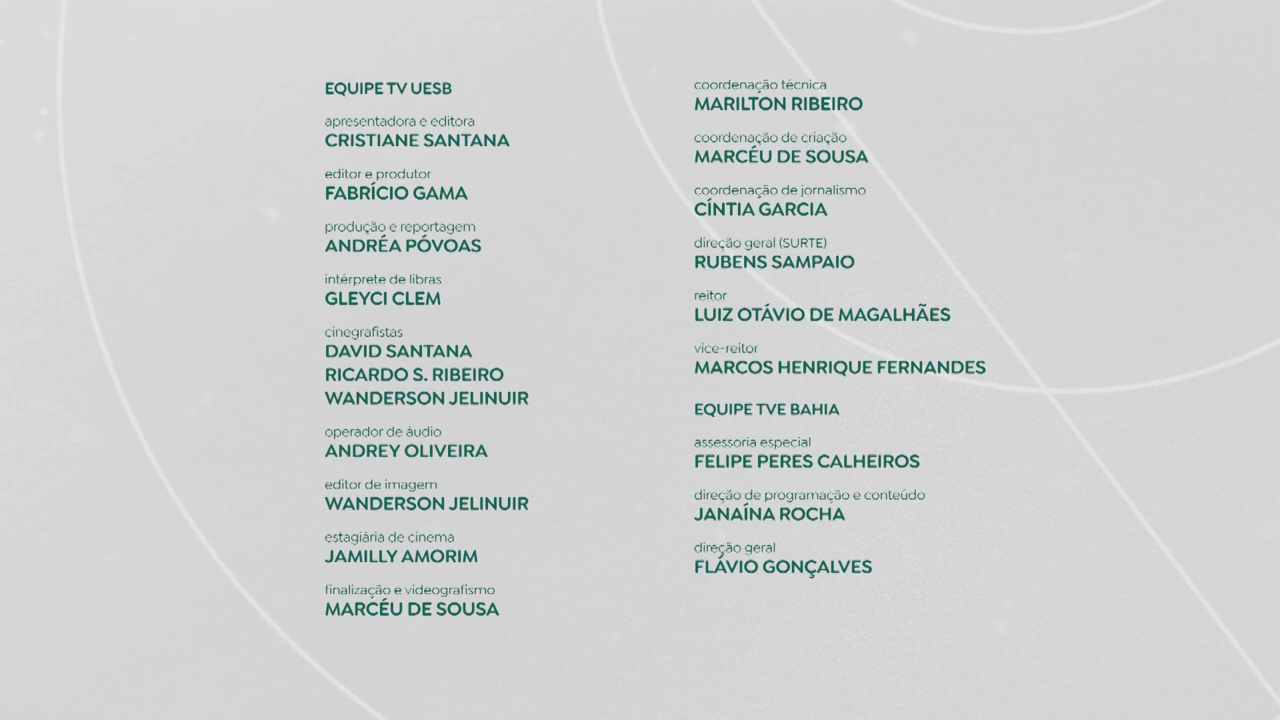 EQUIPE TV UESB
apresentadora e editora
CRISTIANE SANTANA
editor e produtor
FABRÍCIO GAMA
produção e reportagem
ANDRÉA PÓVOAS
intérprete de libras
GLEYCI CLEM
cinegrafistas
DAVID SANTANA
RICARDO S. RIBEIRO
WANDERSON JELINUIR
operador de áudio
ANDREY OLIVEIRA
editor de imagem
WANDERSON JELINUIR
estagiária de cinema
JAMILLY AMORIM
finalização e videografismo
MARCÉU DE SOUSA
coordenação técnica
MARILTON RIBEIRO
coordenação de criação
MARCÉU DE SOUSA
coordenação de jornalismo
CÍNTIA GARCIA
direção geral (SURTE)
RUBENS SAMPAIO
reitor
LUIZ OTÁVIO DE MAGALHÃES
vice-reitor
MARCOS HENRIQUE FERNANDES
EQUIPE TVE BAHIA
assessoria especial
FELIPE PERES CALHEIROS
direção de programação e conteúdo
JANAÍNA ROCHA
direção geral
FLÁVIO GONÇALVES